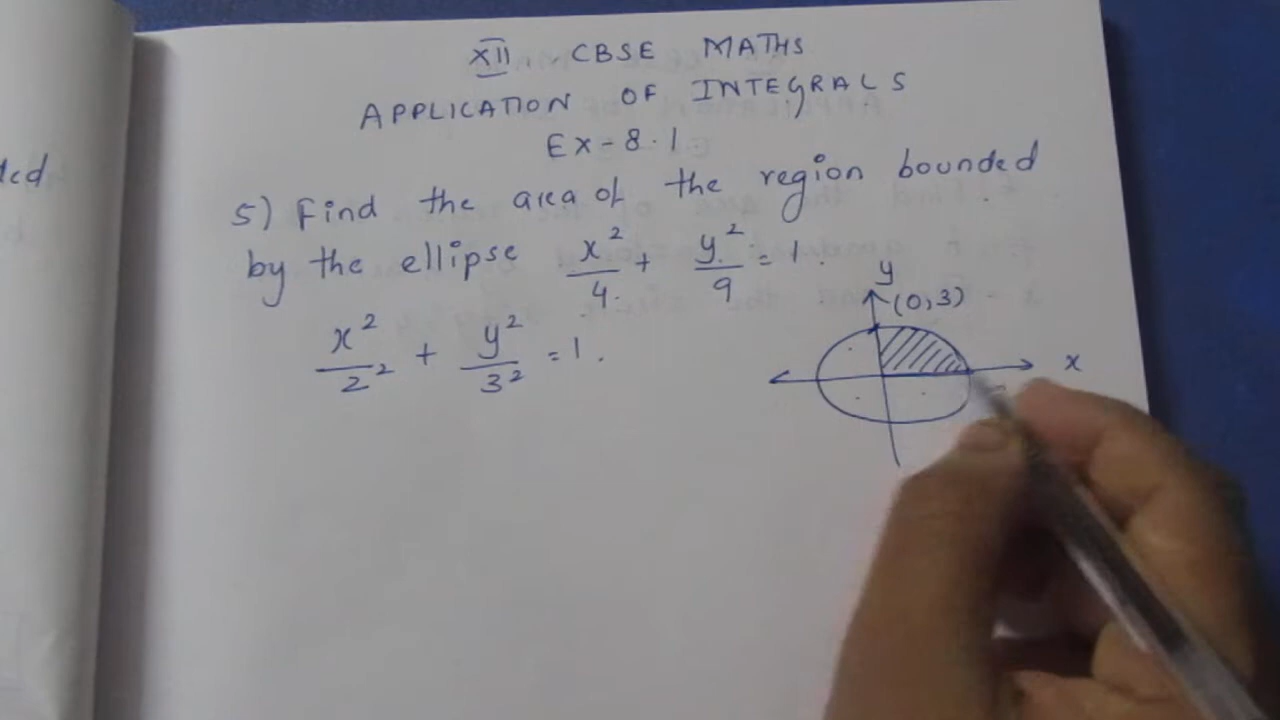 XII CBSE MATHS
APPLICATION OF INTEGRALS
Ex-8.1
5) Find the area of the region bounded
by the ellipse x²/4 + y²/9 = 1.
y
(0,3)
x²/2² + y²/3² = 1.
x